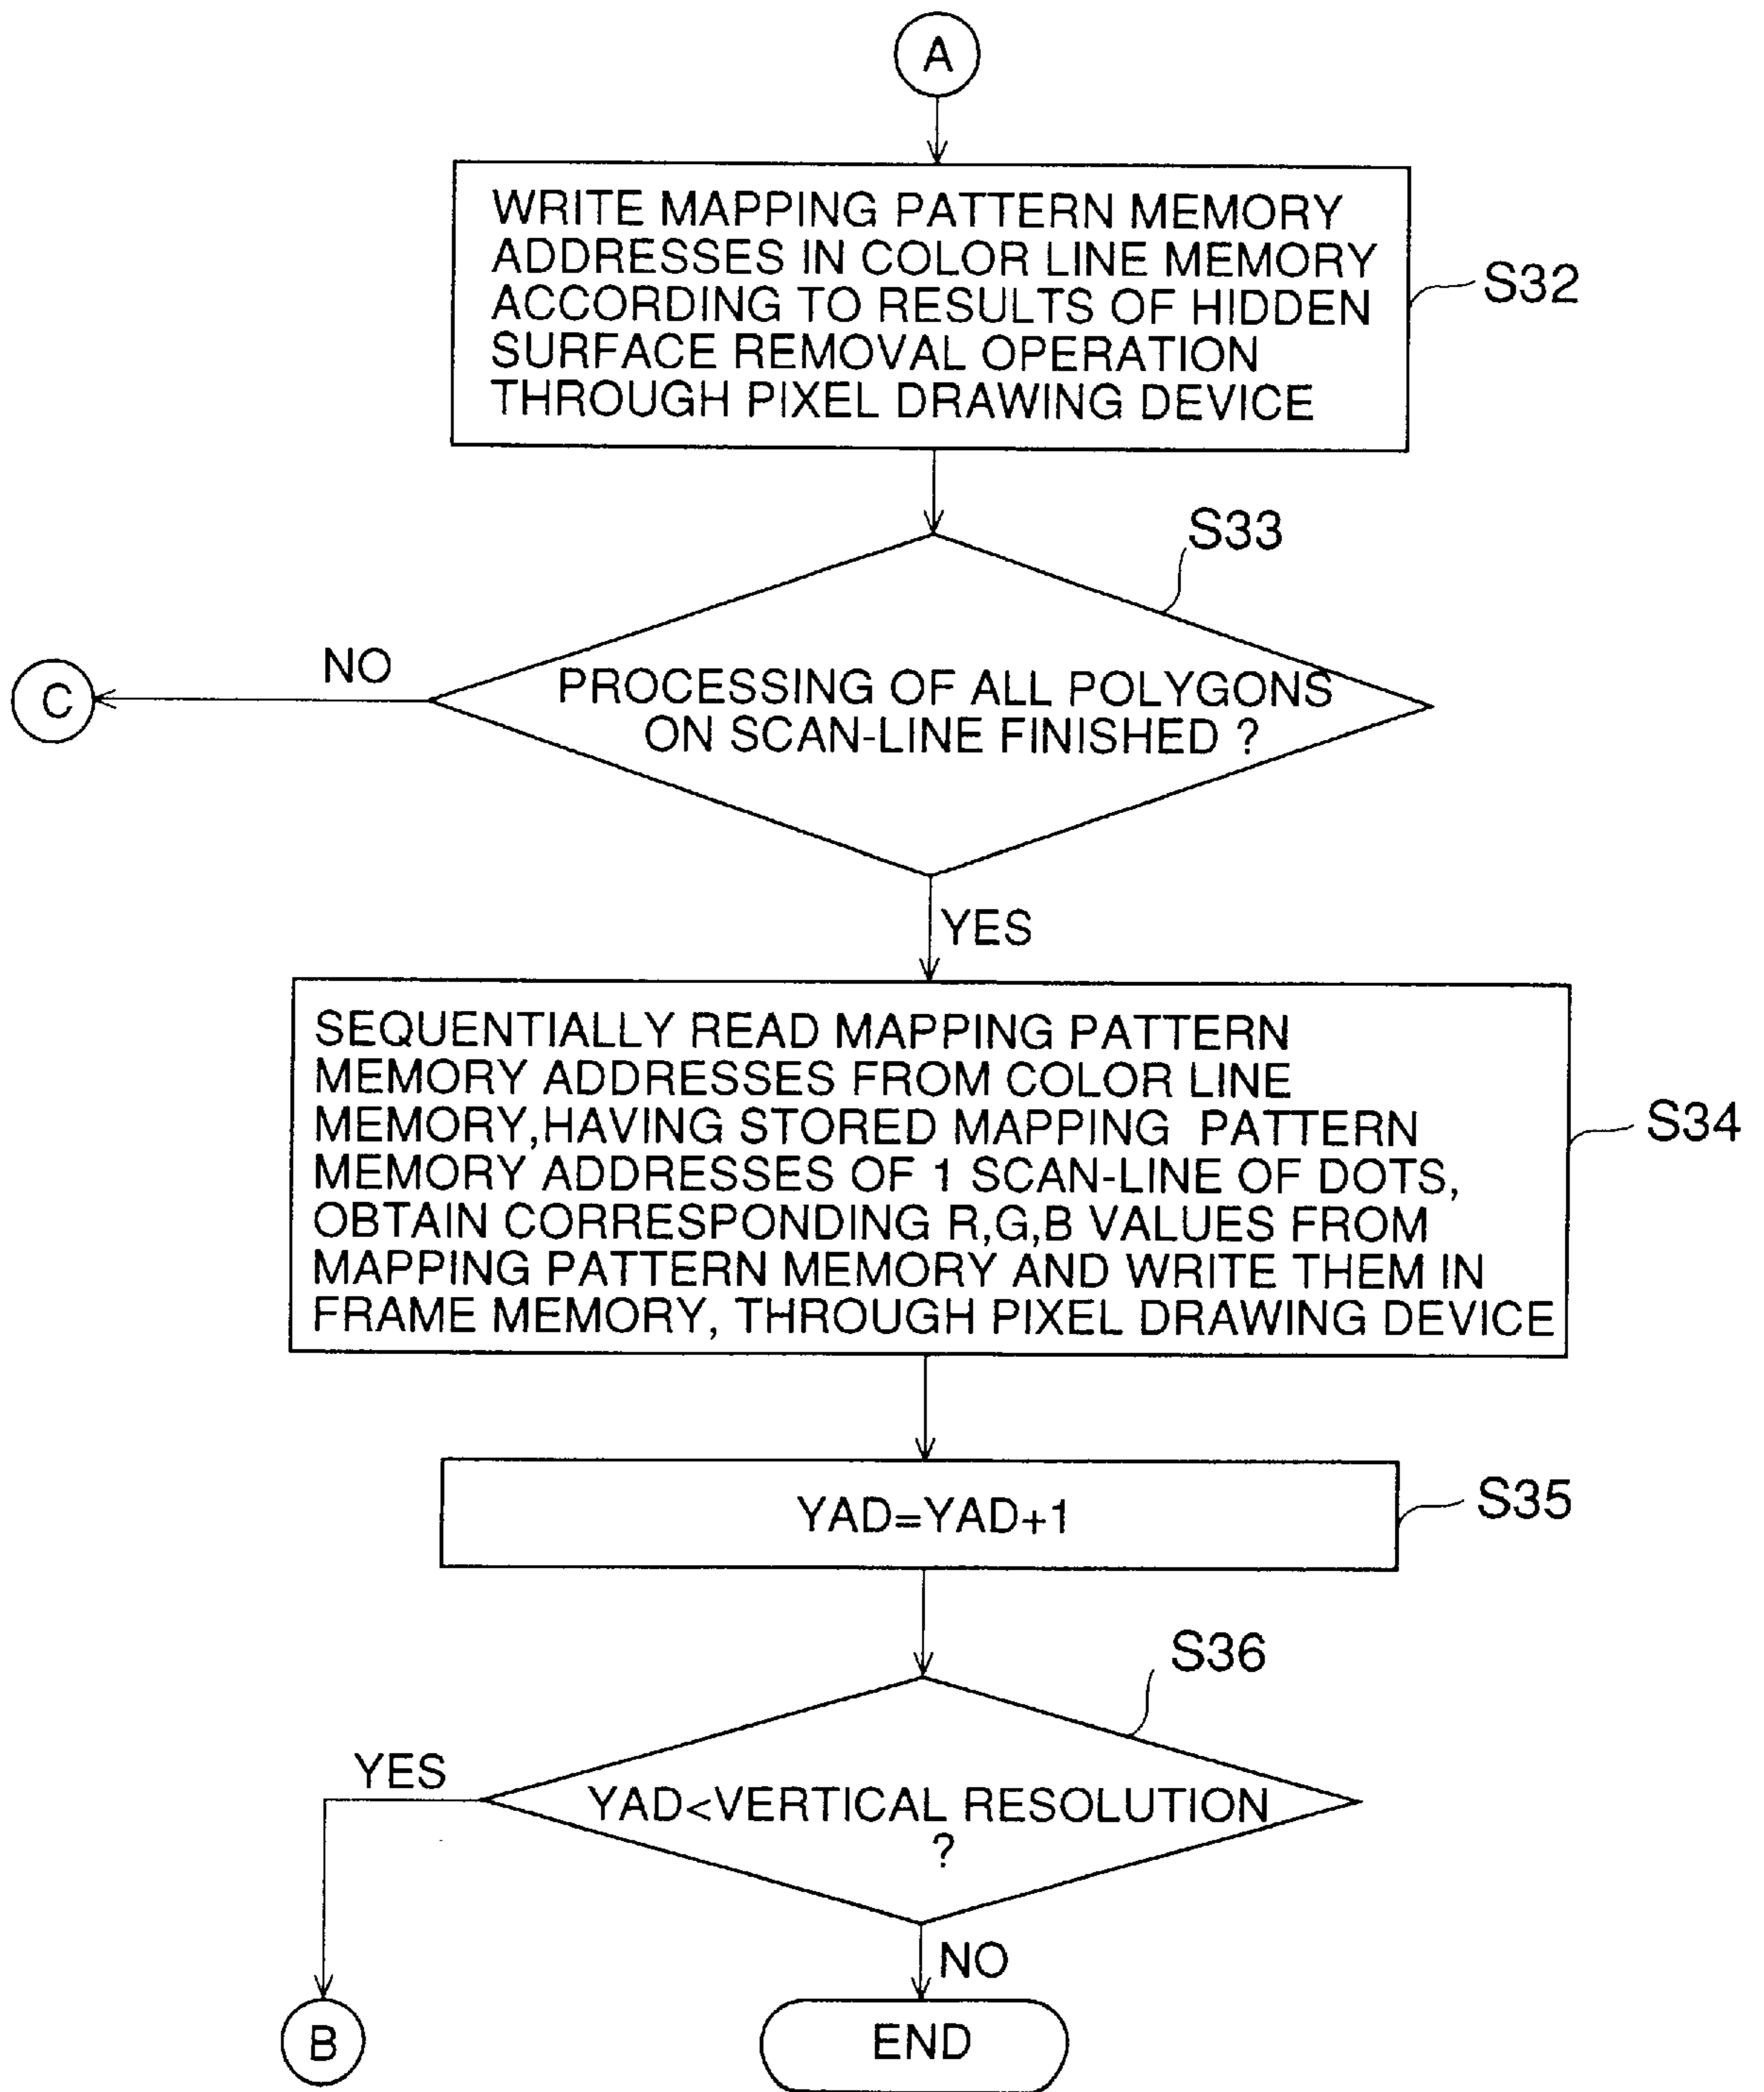 A
WRITE MAPPING PATTERN MEMORY
ADDRESSES IN COLOR LINE MEMORY
ACCORDING TO RESULTS OF HIDDEN
SURFACE REMOVAL OPERATION
THROUGH PIXEL DRAWING DEVICE
S32
S33
NO
C
PROCESSING OF ALL POLYGONS
ON SCAN-LINE FINISHED ?
YES
SEQUENTIALLY READ MAPPING PATTERN
MEMORY ADDRESSES FROM COLOR LINE
MEMORY,HAVING STORED MAPPING PATTERN
MEMORY ADDRESSES OF 1 SCAN-LINE OF DOTS,
OBTAIN CORRESPONDING R,G,B VALUES FROM
MAPPING PATTERN MEMORY AND WRITE THEM IN
FRAME MEMORY, THROUGH PIXEL DRAWING DEVICE
S34
YAD=YAD+1
S35
S36
YES
YAD<VERTICAL RESOLUTION
?
NO
B
END